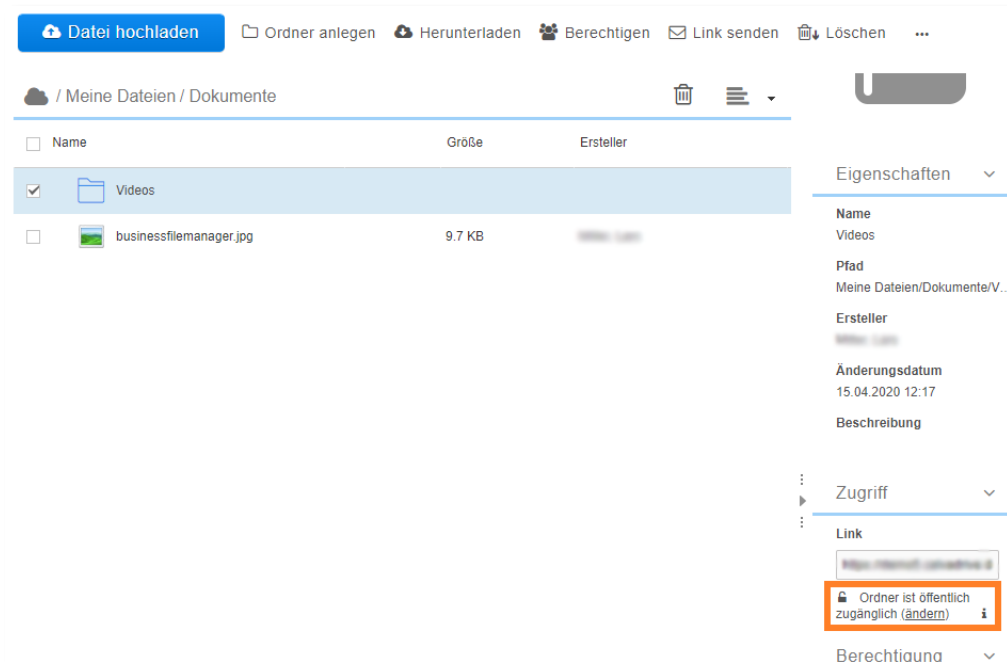 Datei hochladen Ordner anlegen Herunterladen Berechtigen Link senden Löschen ...
/ Meine Dateien / Dokumente
Name Größe Ersteller
Videos
businessfilemanager.jpg 9.7 KB
Eigenschaften
Name
Videos
Pfad
Meine Dateien/Dokumente/V...
Ersteller
Änderungsdatum
15.04.2020 12:17
Beschreibung
Zugriff
Link
Ordner ist öffentlich
zugänglich (ändern)
Berechtigung